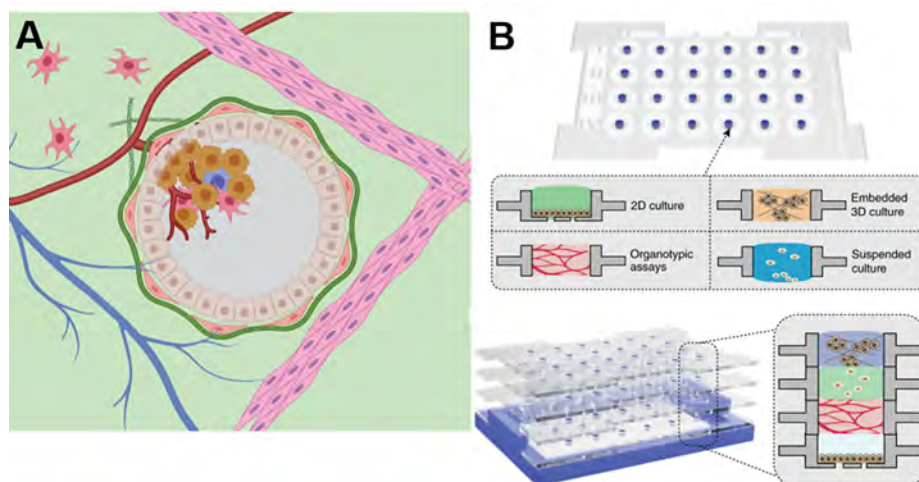 A
B
2D culture
Embedded
3D culture
Organotypic
assays
Suspended
culture